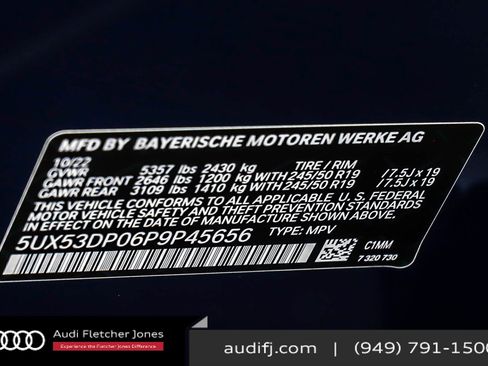 MFD BY BAYERISCHE MOTOREN WERKE AG
10/22 TIRE / RIM
GVWR 5357 lbs 2430 kg
GAWR FRONT 2646 lbs 1200 kg WITH 245/50 R19 /7.5J x 19
GAWR REAR 3109 lbs 1410 kg WITH 245/50 R19 /7.5J x 19
THIS VEHICLE CONFORMS TO ALL APPLICABLE U.S. FEDERAL
MOTOR VEHICLE SAFETY AND THEFT PREVENTION STANDARDS
IN EFFECT ON THE DATE OF MANUFACTURE SHOWN ABOVE.
5UX53DP06P9P45656 TYPE: MPV
C1MM
7 320 730
Audi Fletcher Jones
Experience the Fletcher Jones Difference.
audifj.com | (949) 791-1500